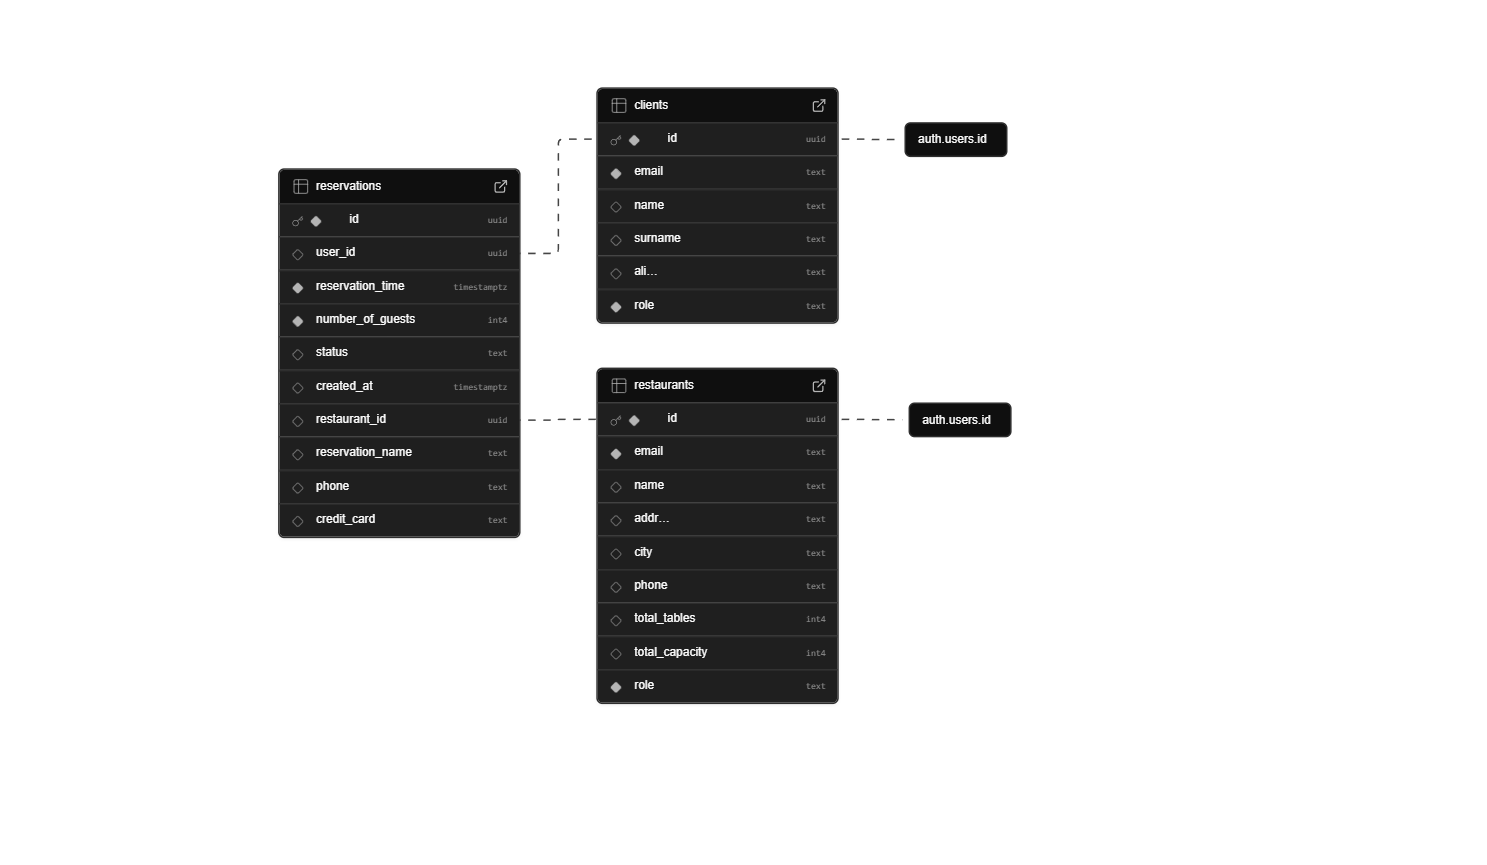 reservations
id uuid
user_id uuid
reservation_time timestamptz
number_of_guests int4
status text
created_at timestamptz
restaurant_id uuid
reservation_name text
phone text
credit_card text
clients
id uuid
email text
name text
surname text
ali... text
role text
auth.users.id
restaurants
id uuid
email text
name text
addr... text
city text
phone text
total_tables int4
total_capacity int4
role text
auth.users.id